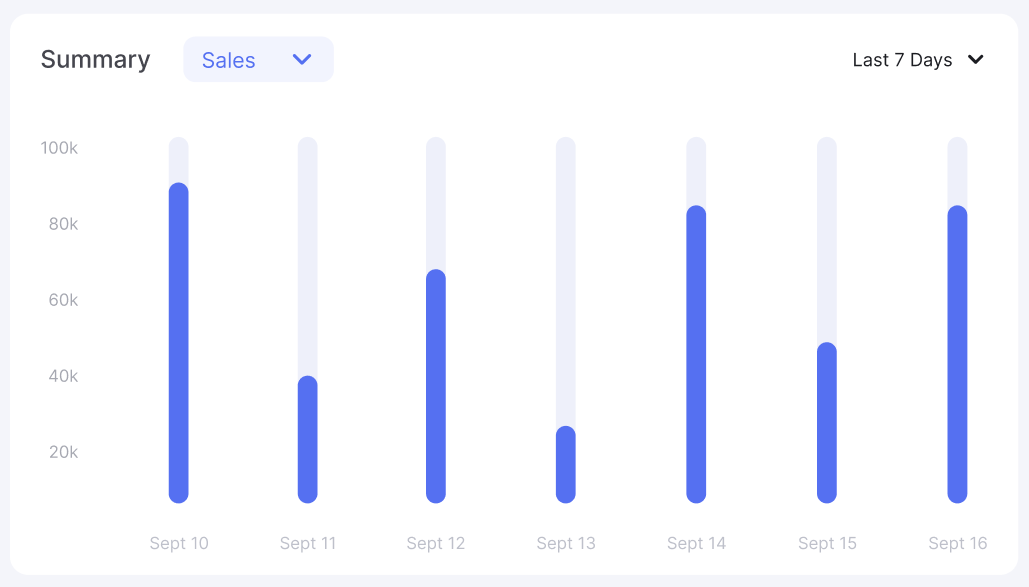 Summary
Sales
Last 7 Days
100k
80k
60k
40k
20k
Sept 10 Sept 11 Sept 12 Sept 13 Sept 14 Sept 15 Sept 16